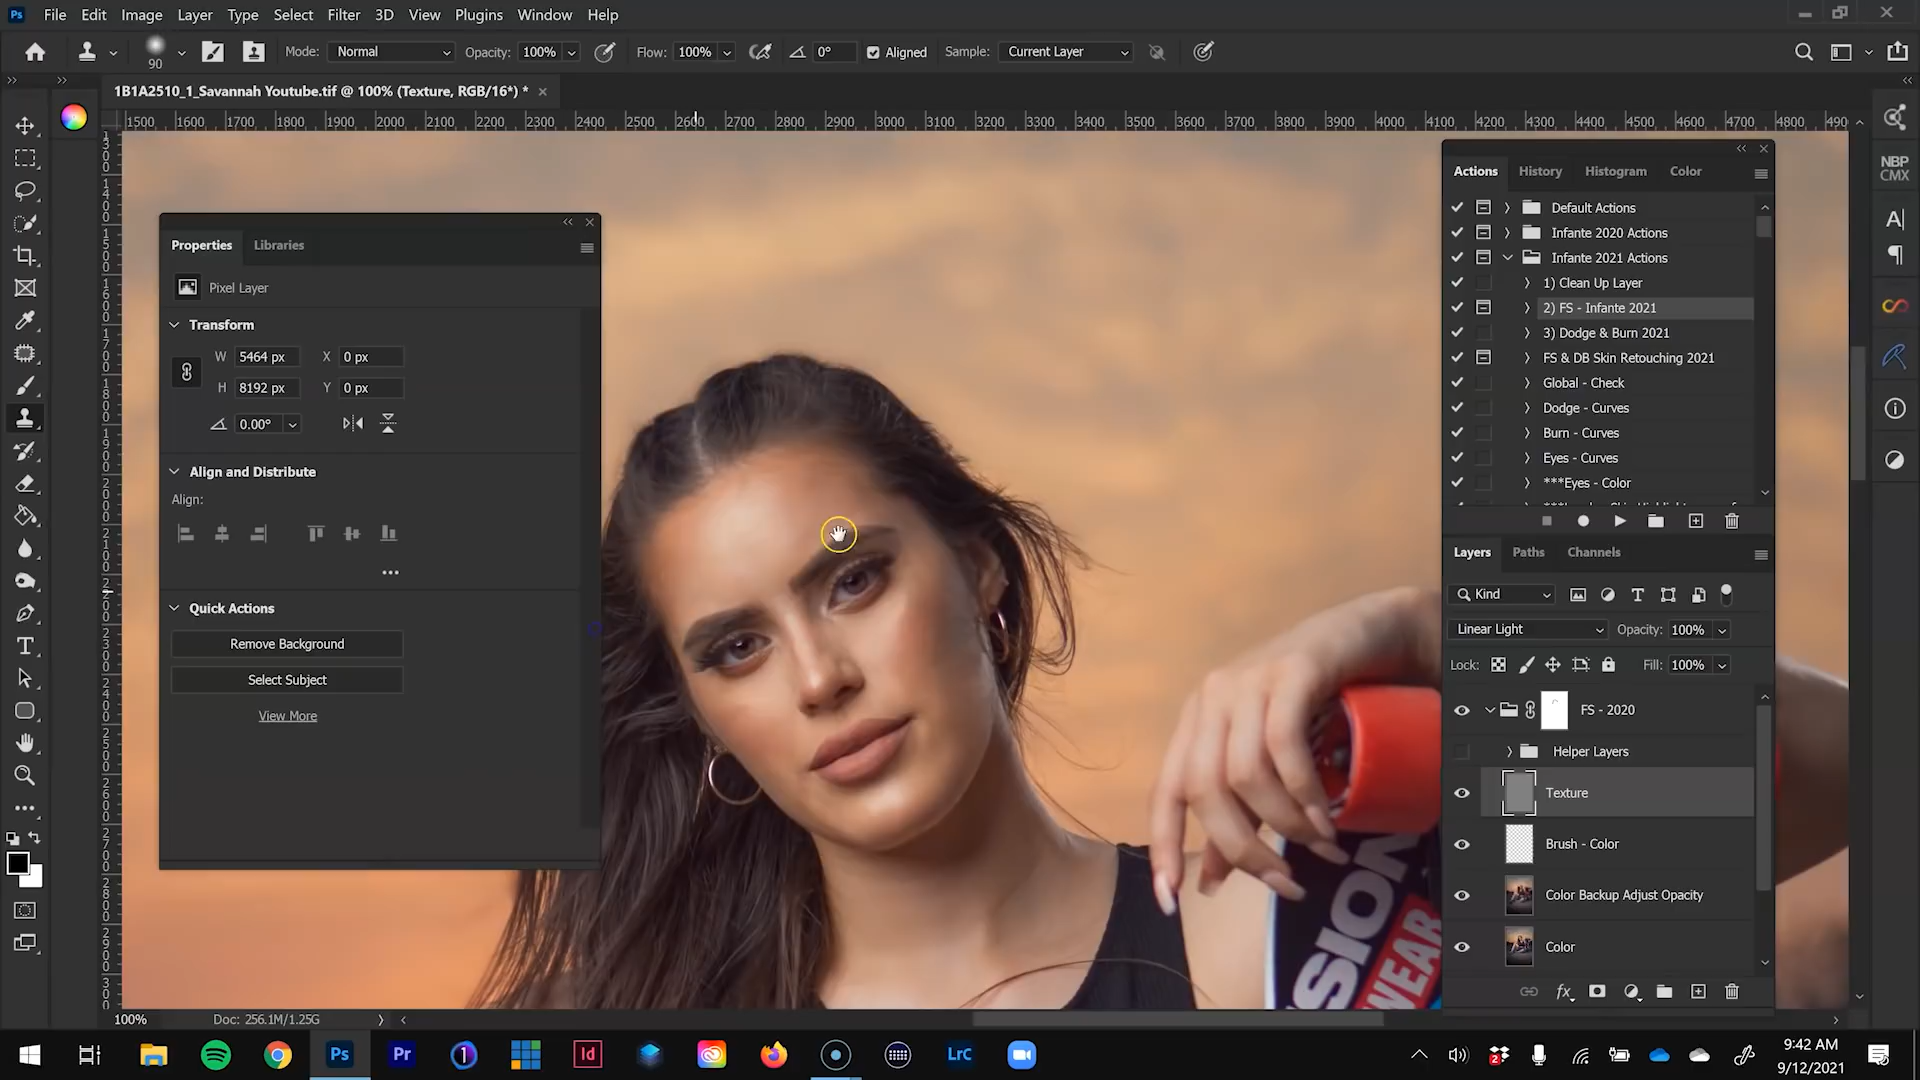 Ps File Edit Image Layer Type Select Filter 3D View Plugins Window Help
90 Mode: Normal Opacity: 100% Flow: 100% 0° Aligned Sample: Current Layer
1B1A2510_1_Savannah Youtube.tif @ 100% (Texture, RGB/16*) *
1500 1600 1700 1800 1900 2000 2100 2200 2300 2400 2500 2600 2700 2800 2900 3000 3100 3200 3300 3400 3500 3600 3700 3800 3900 4000 4100 4200 4300 4400 4500 4600 4700 4800 490
Properties Libraries
Pixel Layer
Transform
W 5464 px X 0 px
H 8192 px Y 0 px
0.00°
Align and Distribute
Align:
Quick Actions
Remove Background
Select Subject
View More
Actions History Histogram Color
Default Actions
Infante 2020 Actions
Infante 2021 Actions
1) Clean Up Layer
2) FS - Infante 2021
3) Dodge & Burn 2021
FS & DB Skin Retouching 2021
Global - Check
Dodge - Curves
Burn - Curves
Eyes - Curves
***Eyes - Color
Layers Paths Channels
Kind
Linear Light Opacity: 100%
Lock: Fill: 100%
FS - 2020
Helper Layers
Texture
Brush - Color
Color Backup Adjust Opacity
Color
NBP
CMX
SION
WEAR
100% Doc: 256.1M/1.25G
Ps Pr Id LrC
9:42 AM
9/12/2021